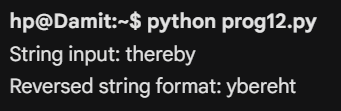 hp@Damit:~$ python prog12.py
String input: thereby
Reversed string format: ybereht